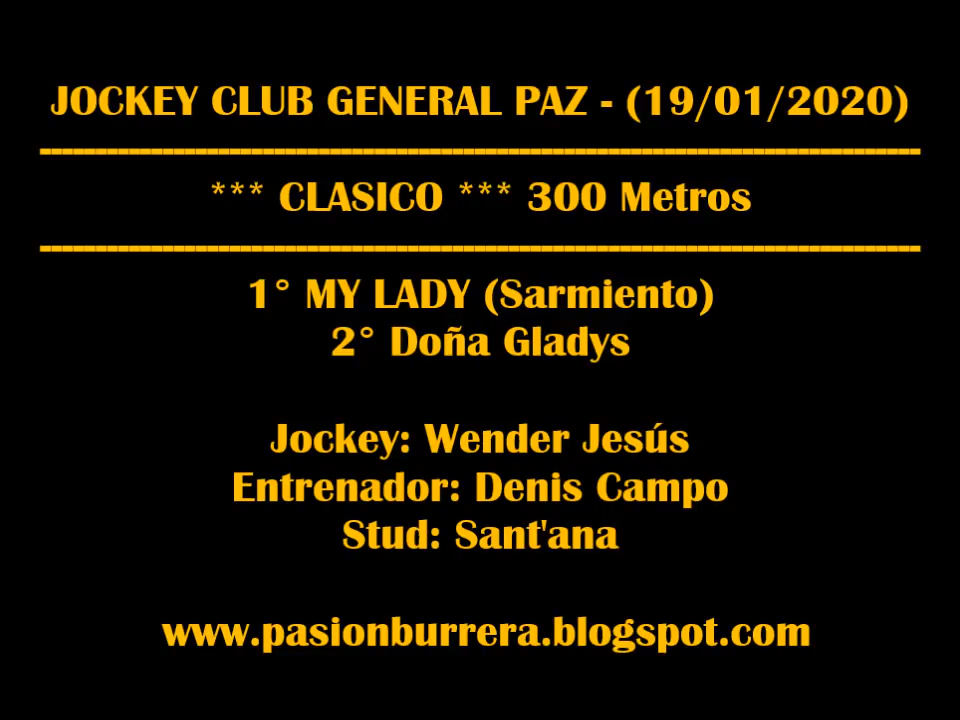 JOCKEY CLUB GENERAL PAZ - (19/01/2020)
--------------------------------------------------------------------------------
*** CLASICO *** 300 Metros
--------------------------------------------------------------------------------
1° MY LADY (Sarmiento)
2° Doña Gladys
Jockey: Wender Jesús
Entrenador: Denis Campo
Stud: Sant'ana
www.pasionburrera.blogspot.com